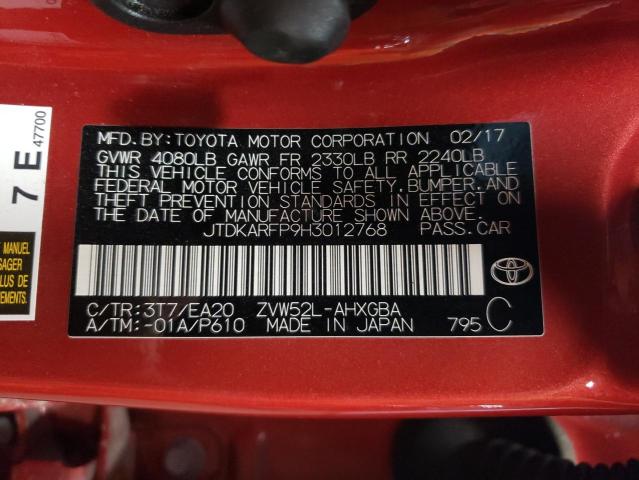 MFD.BY:TOYOTA MOTOR CORPORATION 02/17
GVWR 4080LB GAWR FR 2330LB RR 2240LB
THIS VEHICLE CONFORMS TO ALL APPLICABLE
FEDERAL MOTOR VEHICLE SAFETY, BUMPER, AND
THEFT PREVENTION STANDARDS IN EFFECT ON
THE DATE OF MANUFACTURE SHOWN ABOVE.
JTDKARFP9H3012768 PASS.CAR
C/TR:3T7/EA20 ZVW52L-AHXGBA
A/TM:-01A/P610 MADE IN JAPAN 795 C
7 E 47700
MANUEL
SAGER
LUS DE